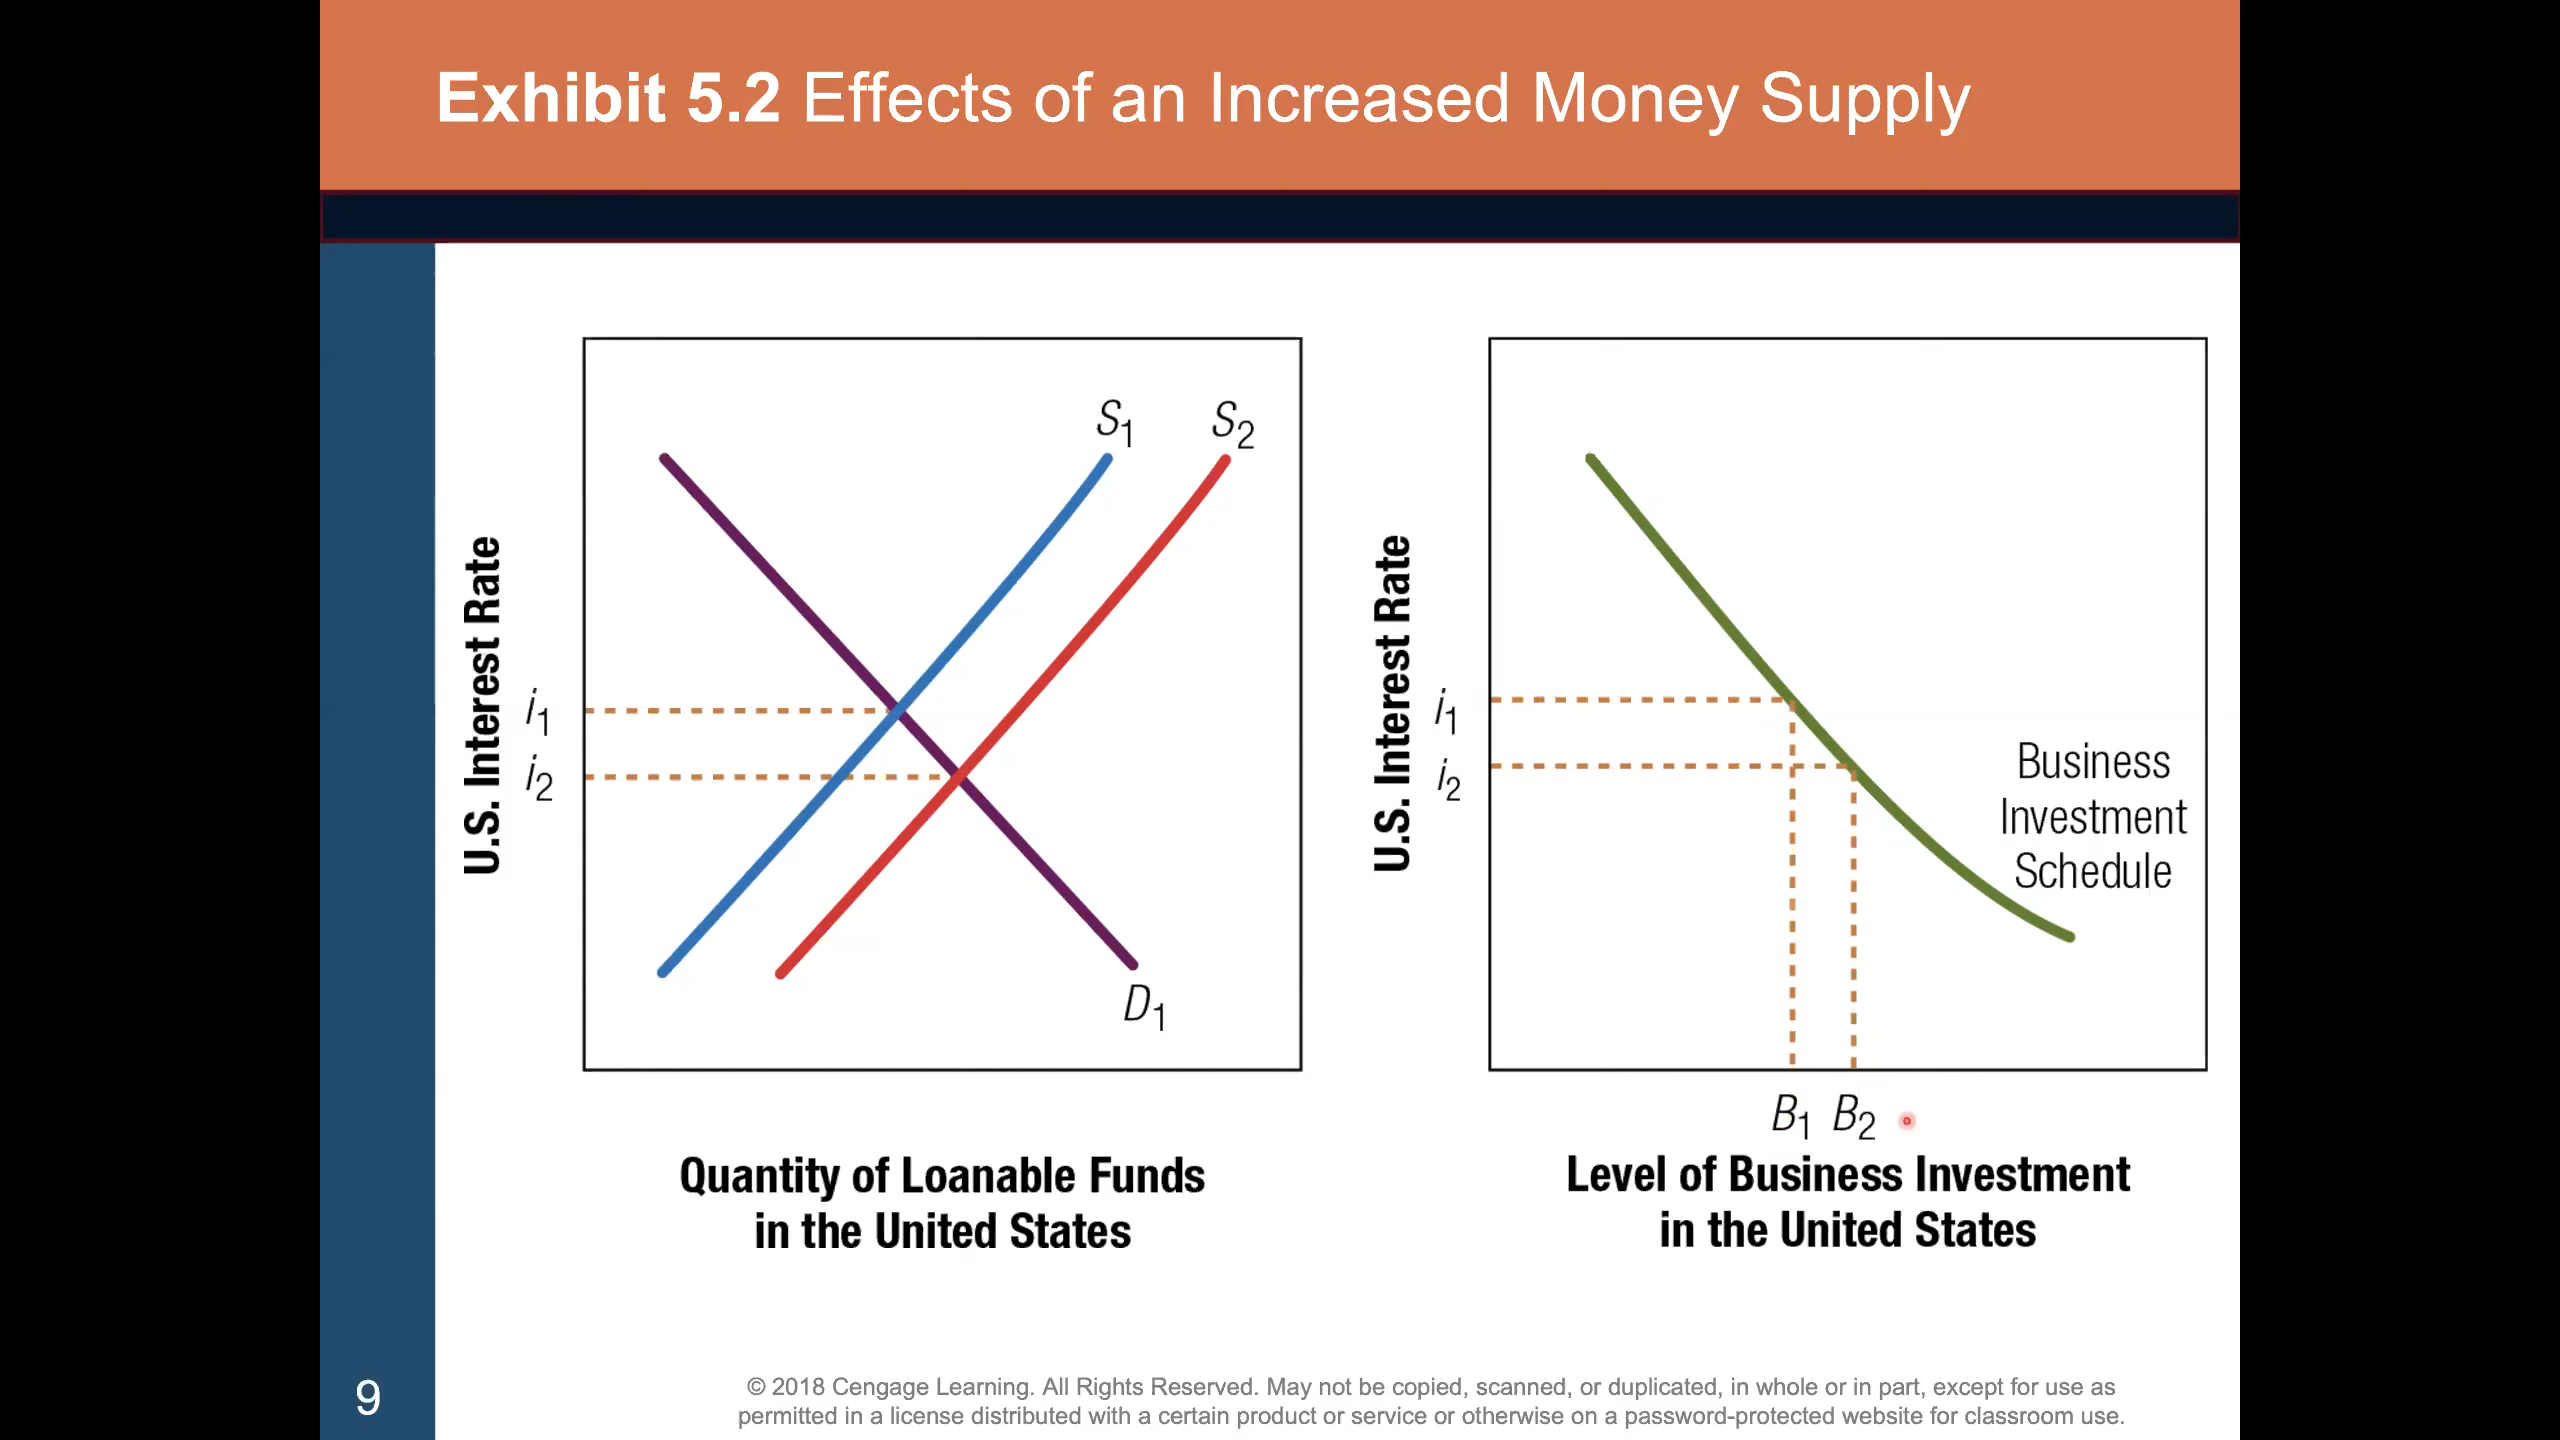 Exhibit 5.2 Effects of an Increased Money Supply
U.S. Interest Rate
S1
S2
i1
i2
D1
Quantity of Loanable Funds
in the United States
U.S. Interest Rate
i1
i2
Business
Investment
Schedule
B1 B2
Level of Business Investment
in the United States
9
© 2018 Cengage Learning. All Rights Reserved. May not be copied, scanned, or duplicated, in whole or in part, except for use as
permitted in a license distributed with a certain product or service or otherwise on a password-protected website for classroom use.